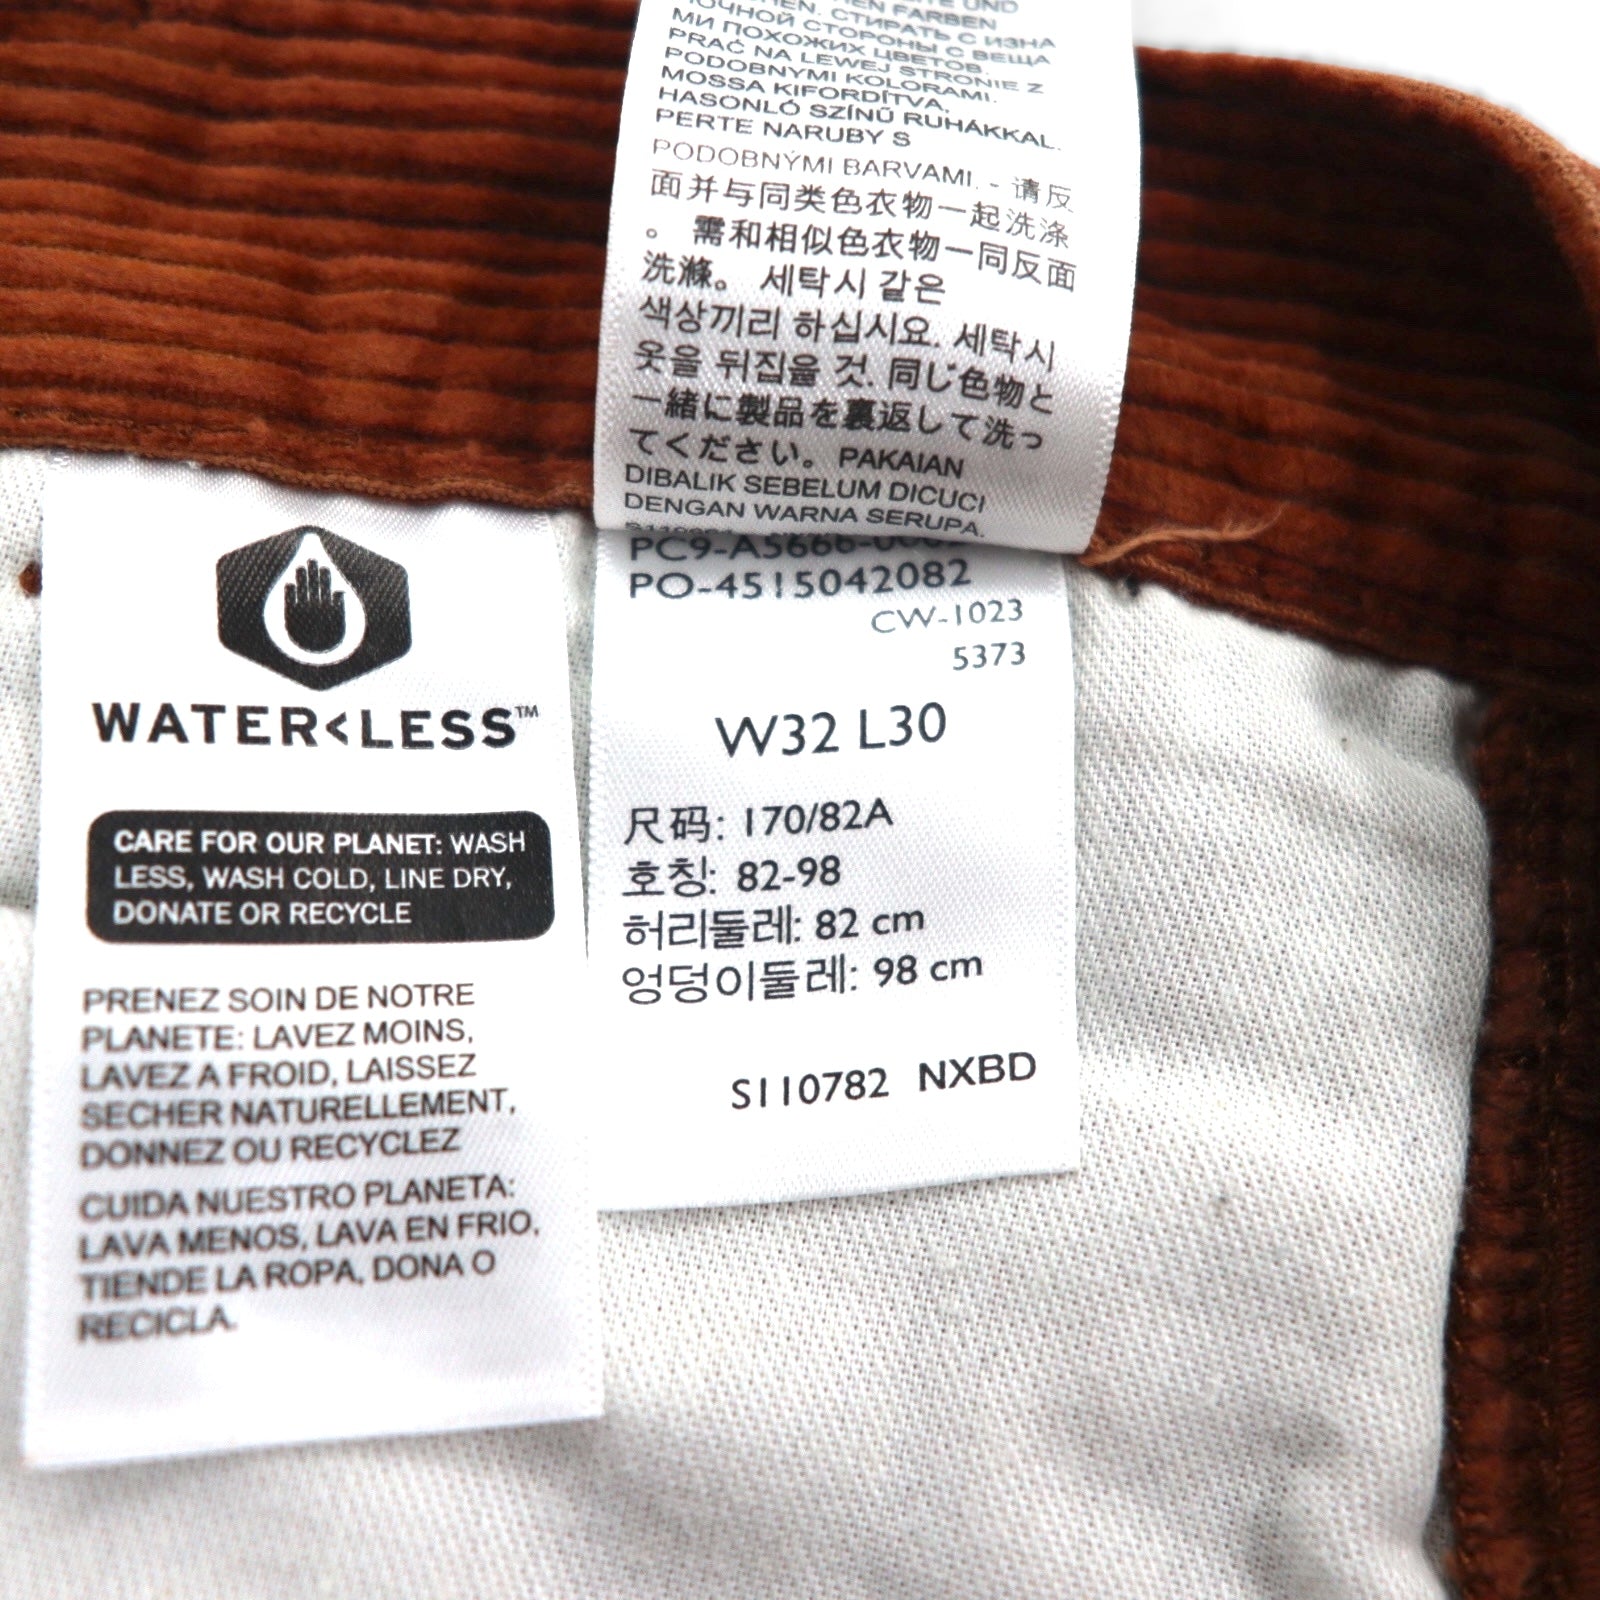 HEN FARBEN
MEN. СТИРАТЬ С ИЗНА
НОЧНОЙ СТОРОНЫ С ВЕЩА
МИ ПОХОЖИХ ЦВЕТОВ.
PRAĆ NA LEWEJ STRONIE Z
PODOBNYMI KOLORAMI.
MOSSA KIFORDÍTVA,
HASONLÓ SZÍNŰ RUHÁKKAL.
PERTE NARUBY S
PODOBNÝMI BARVAMI. - 请反
面并与同类色衣物一起洗涤
。 需和相似色衣物一同反面
洗滌。 세탁시 같은
색상끼리 하십시요. 세탁시
옷을 뒤집을 것. 同じ色物と
一緒に製品を裏返して洗っ
てください。 PAKAIAN
DIBALIK SEBELUM DICUCI
DENGAN WARNA SERUPA.
PO-4515042082
CW-1023
5373
W32 L30
尺码: 170/82A
호칭: 82-98
허리둘레: 82 cm
엉덩이둘레: 98 cm
S110782 NXBD
WATER<LESS™
CARE FOR OUR PLANET: WASH
LESS, WASH COLD, LINE DRY,
DONATE OR RECYCLE
PRENEZ SOIN DE NOTRE
PLANETE: LAVEZ MOINS,
LAVEZ A FROID, LAISSEZ
SECHER NATURELLEMENT,
DONNEZ OU RECYCLEZ
CUIDA NUESTRO PLANETA:
LAVA MENOS, LAVA EN FRIO,
TIENDE LA ROPA, DONA O
RECICLA.